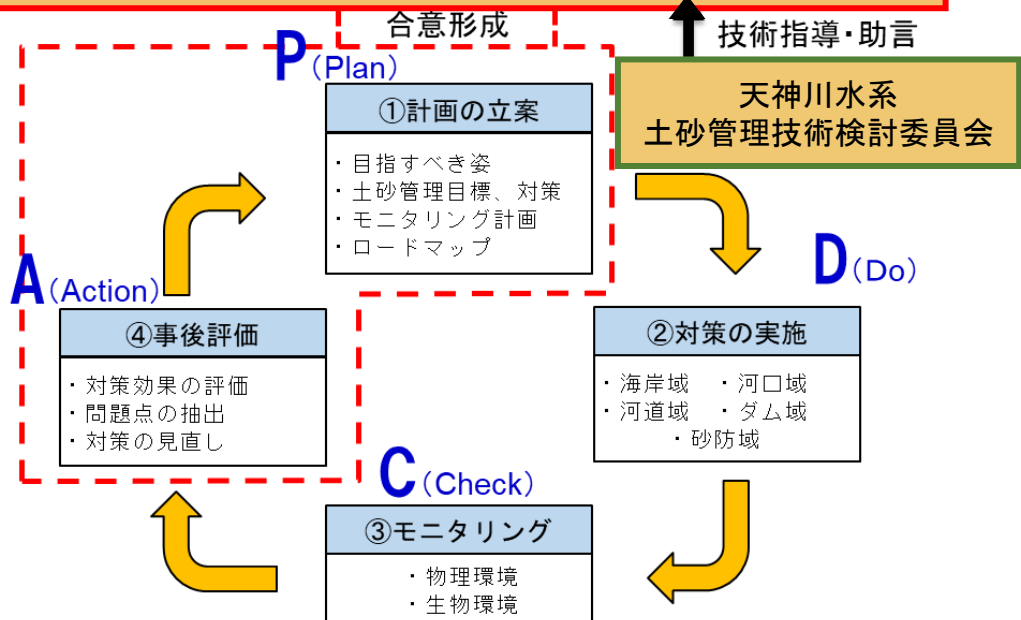 合意形成
技術指導・助言
天神川水系
土砂管理技術検討委員会
P(Plan)
①計画の立案
・目指すべき姿
・土砂管理目標、対策
・モニタリング計画
・ロードマップ
D(Do)
②対策の実施
・海岸域 ・河口域
・河道域 ・ダム域
・砂防域
A(Action)
④事後評価
・対策効果の評価
・問題点の抽出
・対策の見直し
C(Check)
③モニタリング
・物理環境
・生物環境